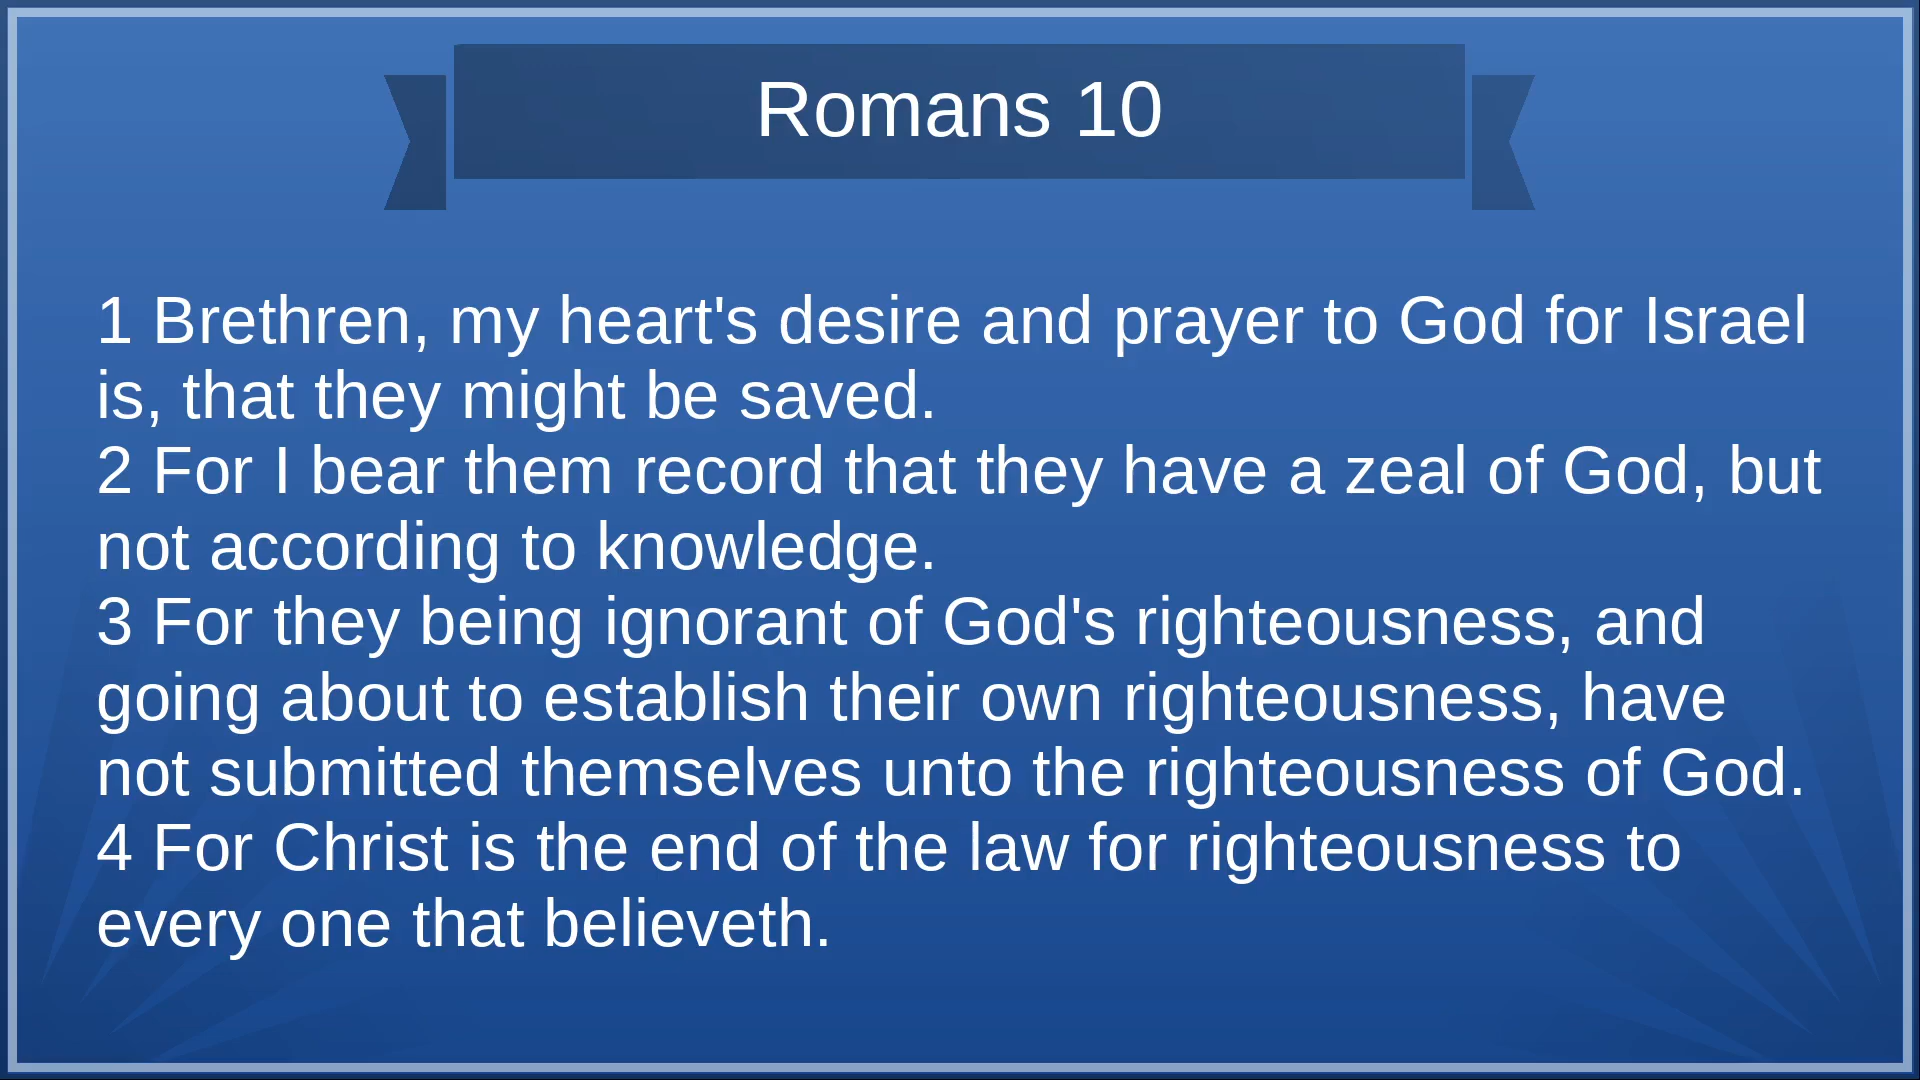 Romans 10
1 Brethren, my heart's desire and prayer to God for Israel
is, that they might be saved.
2 For I bear them record that they have a zeal of God, but
not according to knowledge.
3 For they being ignorant of God's righteousness, and
going about to establish their own righteousness, have
not submitted themselves unto the righteousness of God.
4 For Christ is the end of the law for righteousness to
every one that believeth.